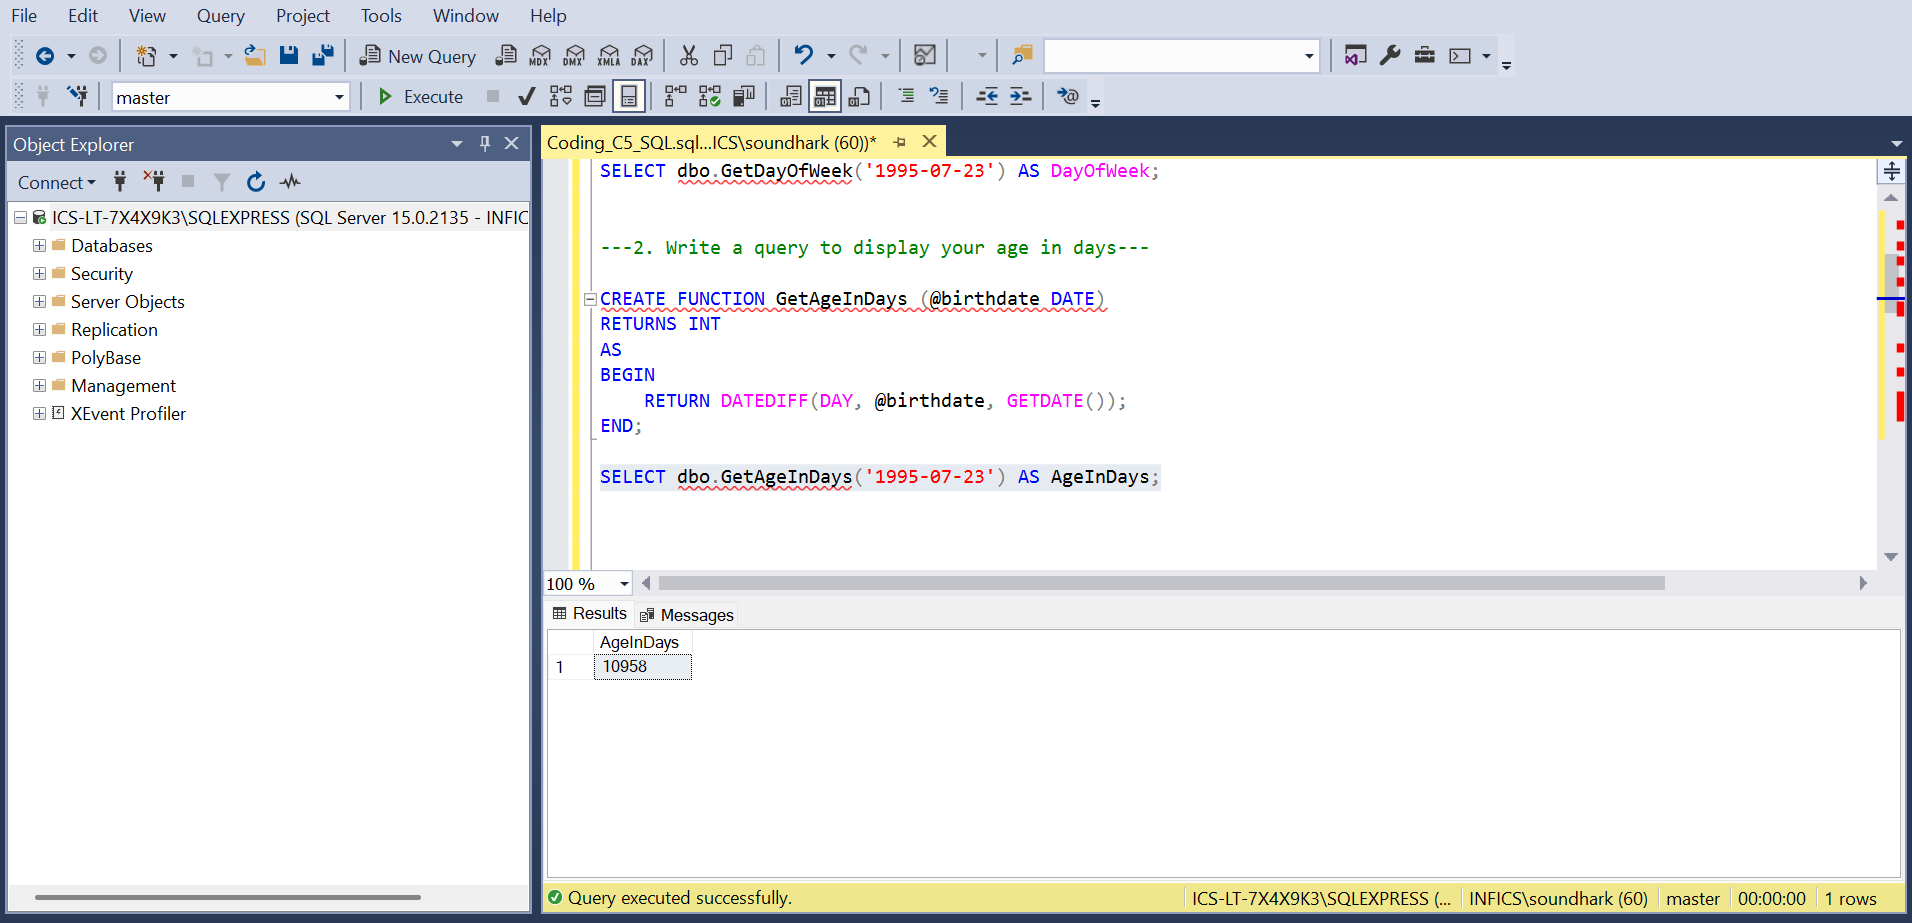 File Edit View Query Project Tools Window Help
New Query MDX DMX XMLA DAX
master Execute
Object Explorer
Connect
ICS-LT-7X4X9K3\SQLEXPRESS (SQL Server 15.0.2135 - INFIC
Databases
Security
Server Objects
Replication
PolyBase
Management
XEvent Profiler
Coding_C5_SQL.sql...ICS\soundhark (60))*
SELECT dbo.GetDayOfWeek('1995-07-23') AS DayOfWeek;
---2. Write a query to display your age in days---
CREATE FUNCTION GetAgeInDays (@birthdate DATE)
RETURNS INT
AS
BEGIN
RETURN DATEDIFF(DAY, @birthdate, GETDATE());
END;
SELECT dbo.GetAgeInDays('1995-07-23') AS AgeInDays;
100 %
Results Messages
AgeInDays
1 10958
Query executed successfully. ICS-LT-7X4X9K3\SQLEXPRESS (... INFICS\soundhark (60) master 00:00:00 1 rows